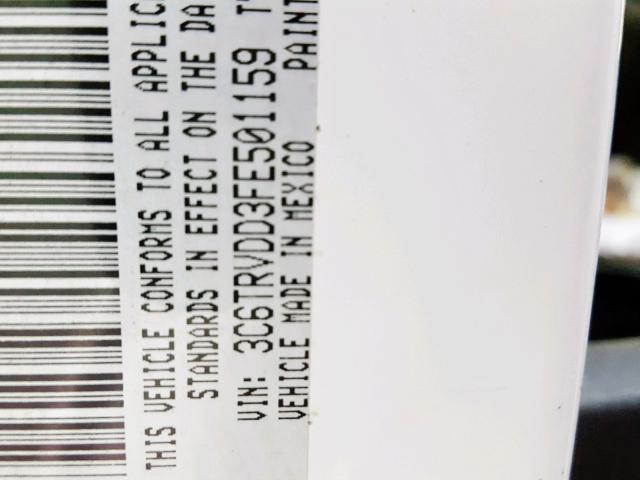 THIS VEHICLE CONFORMS TO ALL APPLIC
STANDARDS IN EFFECT ON THE DA
VIN: 3C6TRVDD3FE501159 T
VEHICLE MADE IN MEXICO PAINT